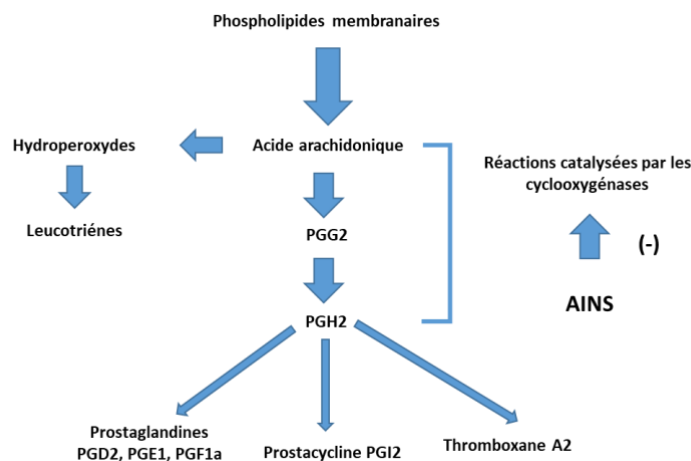 Phospholipides membranaires
Hydroperoxydes
Acide arachidonique
Réactions catalysées par les
cyclooxygénases
Leucotriénes
PGG2
(-)
AINS
PGH2
Prostaglandines
PGD2, PGE1, PGF1a
Prostacycline PGI2
Thromboxane A2